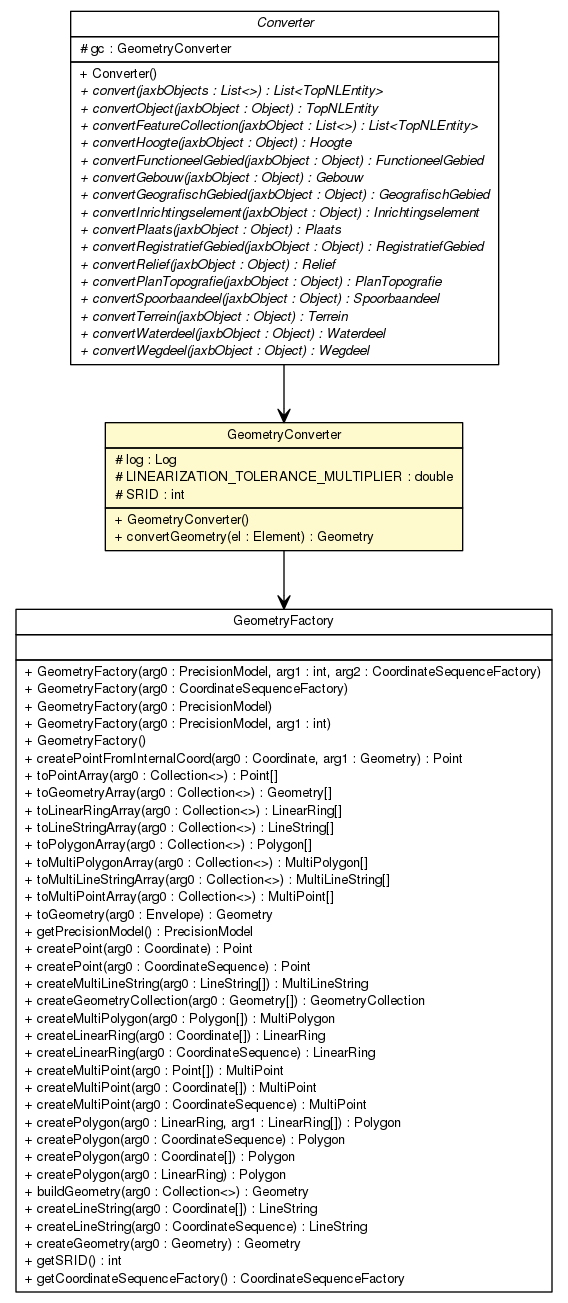 Converter
# gc : GeometryConverter
+ Converter()
+ convert(jaxbObjects : List<>) : List<TopNLEntity>
+ convertObject(jaxbObject : Object) : TopNLEntity
+ convertFeatureCollection(jaxbObject : List<>) : List<TopNLEntity>
+ convertHoogte(jaxbObject : Object) : Hoogte
+ convertFunctioneelGebied(jaxbObject : Object) : FunctioneelGebied
+ convertGebouw(jaxbObject : Object) : Gebouw
+ convertGeografischGebied(jaxbObject : Object) : GeografischGebied
+ convertInrichtingselement(jaxbObject : Object) : Inrichtingselement
+ convertPlaats(jaxbObject : Object) : Plaats
+ convertRegistratiefGebied(jaxbObject : Object) : RegistratiefGebied
+ convertRelief(jaxbObject : Object) : Relief
+ convertPlanTopografie(jaxbObject : Object) : PlanTopografie
+ convertSpoorbaandeel(jaxbObject : Object) : Spoorbaandeel
+ convertTerrein(jaxbObject : Object) : Terrein
+ convertWaterdeel(jaxbObject : Object) : Waterdeel
+ convertWegdeel(jaxbObject : Object) : Wegdeel
GeometryConverter
# log : Log
# LINEARIZATION_TOLERANCE_MULTIPLIER : double
# SRID : int
+ GeometryConverter()
+ convertGeometry(el : Element) : Geometry
GeometryFactory
+ GeometryFactory(arg0 : PrecisionModel, arg1 : int, arg2 : CoordinateSequenceFactory)
+ GeometryFactory(arg0 : CoordinateSequenceFactory)
+ GeometryFactory(arg0 : PrecisionModel)
+ GeometryFactory(arg0 : PrecisionModel, arg1 : int)
+ GeometryFactory()
+ createPointFromInternalCoord(arg0 : Coordinate, arg1 : Geometry) : Point
+ toPointArray(arg0 : Collection<>) : Point[]
+ toGeometryArray(arg0 : Collection<>) : Geometry[]
+ toLinearRingArray(arg0 : Collection<>) : LinearRing[]
+ toLineStringArray(arg0 : Collection<>) : LineString[]
+ toPolygonArray(arg0 : Collection<>) : Polygon[]
+ toMultiPolygonArray(arg0 : Collection<>) : MultiPolygon[]
+ toMultiLineStringArray(arg0 : Collection<>) : MultiLineString[]
+ toMultiPointArray(arg0 : Collection<>) : MultiPoint[]
+ toGeometry(arg0 : Envelope) : Geometry
+ getPrecisionModel() : PrecisionModel
+ createPoint(arg0 : Coordinate) : Point
+ createPoint(arg0 : CoordinateSequence) : Point
+ createMultiLineString(arg0 : LineString[]) : MultiLineString
+ createGeometryCollection(arg0 : Geometry[]) : GeometryCollection
+ createMultiPolygon(arg0 : Polygon[]) : MultiPolygon
+ createLinearRing(arg0 : Coordinate[]) : LinearRing
+ createLinearRing(arg0 : CoordinateSequence) : LinearRing
+ createMultiPoint(arg0 : Point[]) : MultiPoint
+ createMultiPoint(arg0 : Coordinate[]) : MultiPoint
+ createMultiPoint(arg0 : CoordinateSequence) : MultiPoint
+ createPolygon(arg0 : LinearRing, arg1 : LinearRing[]) : Polygon
+ createPolygon(arg0 : CoordinateSequence) : Polygon
+ createPolygon(arg0 : Coordinate[]) : Polygon
+ createPolygon(arg0 : LinearRing) : Polygon
+ buildGeometry(arg0 : Collection<>) : Geometry
+ createLineString(arg0 : Coordinate[]) : LineString
+ createLineString(arg0 : CoordinateSequence) : LineString
+ createGeometry(arg0 : Geometry) : Geometry
+ getSRID() : int
+ getCoordinateSequenceFactory() : CoordinateSequenceFactory